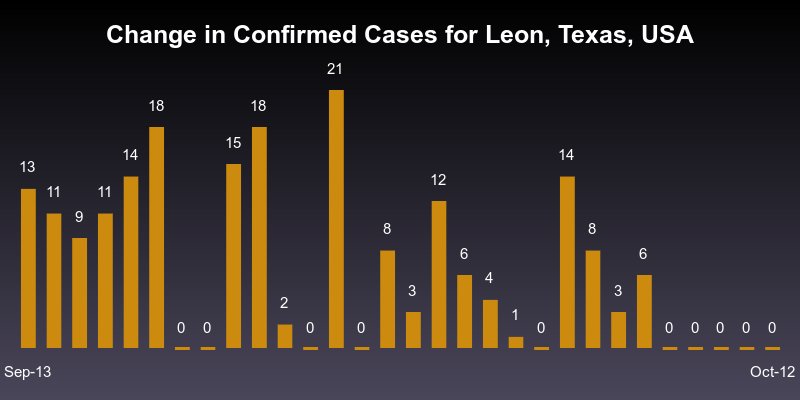 Change in Confirmed Cases for Leon, Texas, USA
13 11 9 11 14 18 0 0 15 18 2 0 21 0 8 3 12 6 4 1 0 14 8 3 6 0 0 0 0 0
Sep-13 Oct-12